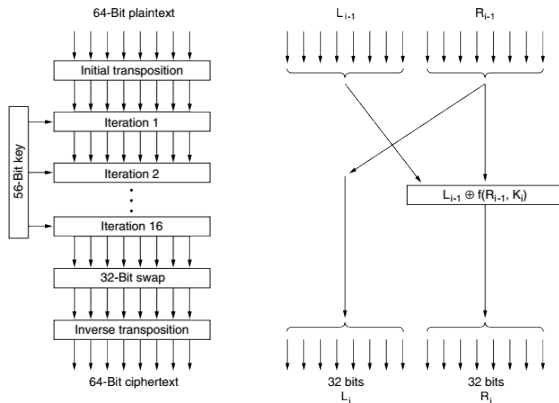 64-Bit plaintext
Initial transposition
56-Bit key
Iteration 1
Iteration 2
Iteration 16
32-Bit swap
Inverse transposition
64-Bit ciphertext
L i-1
R i-1
L i-1 ⊕ f(R i-1, K i)
32 bits
L i
32 bits
R i